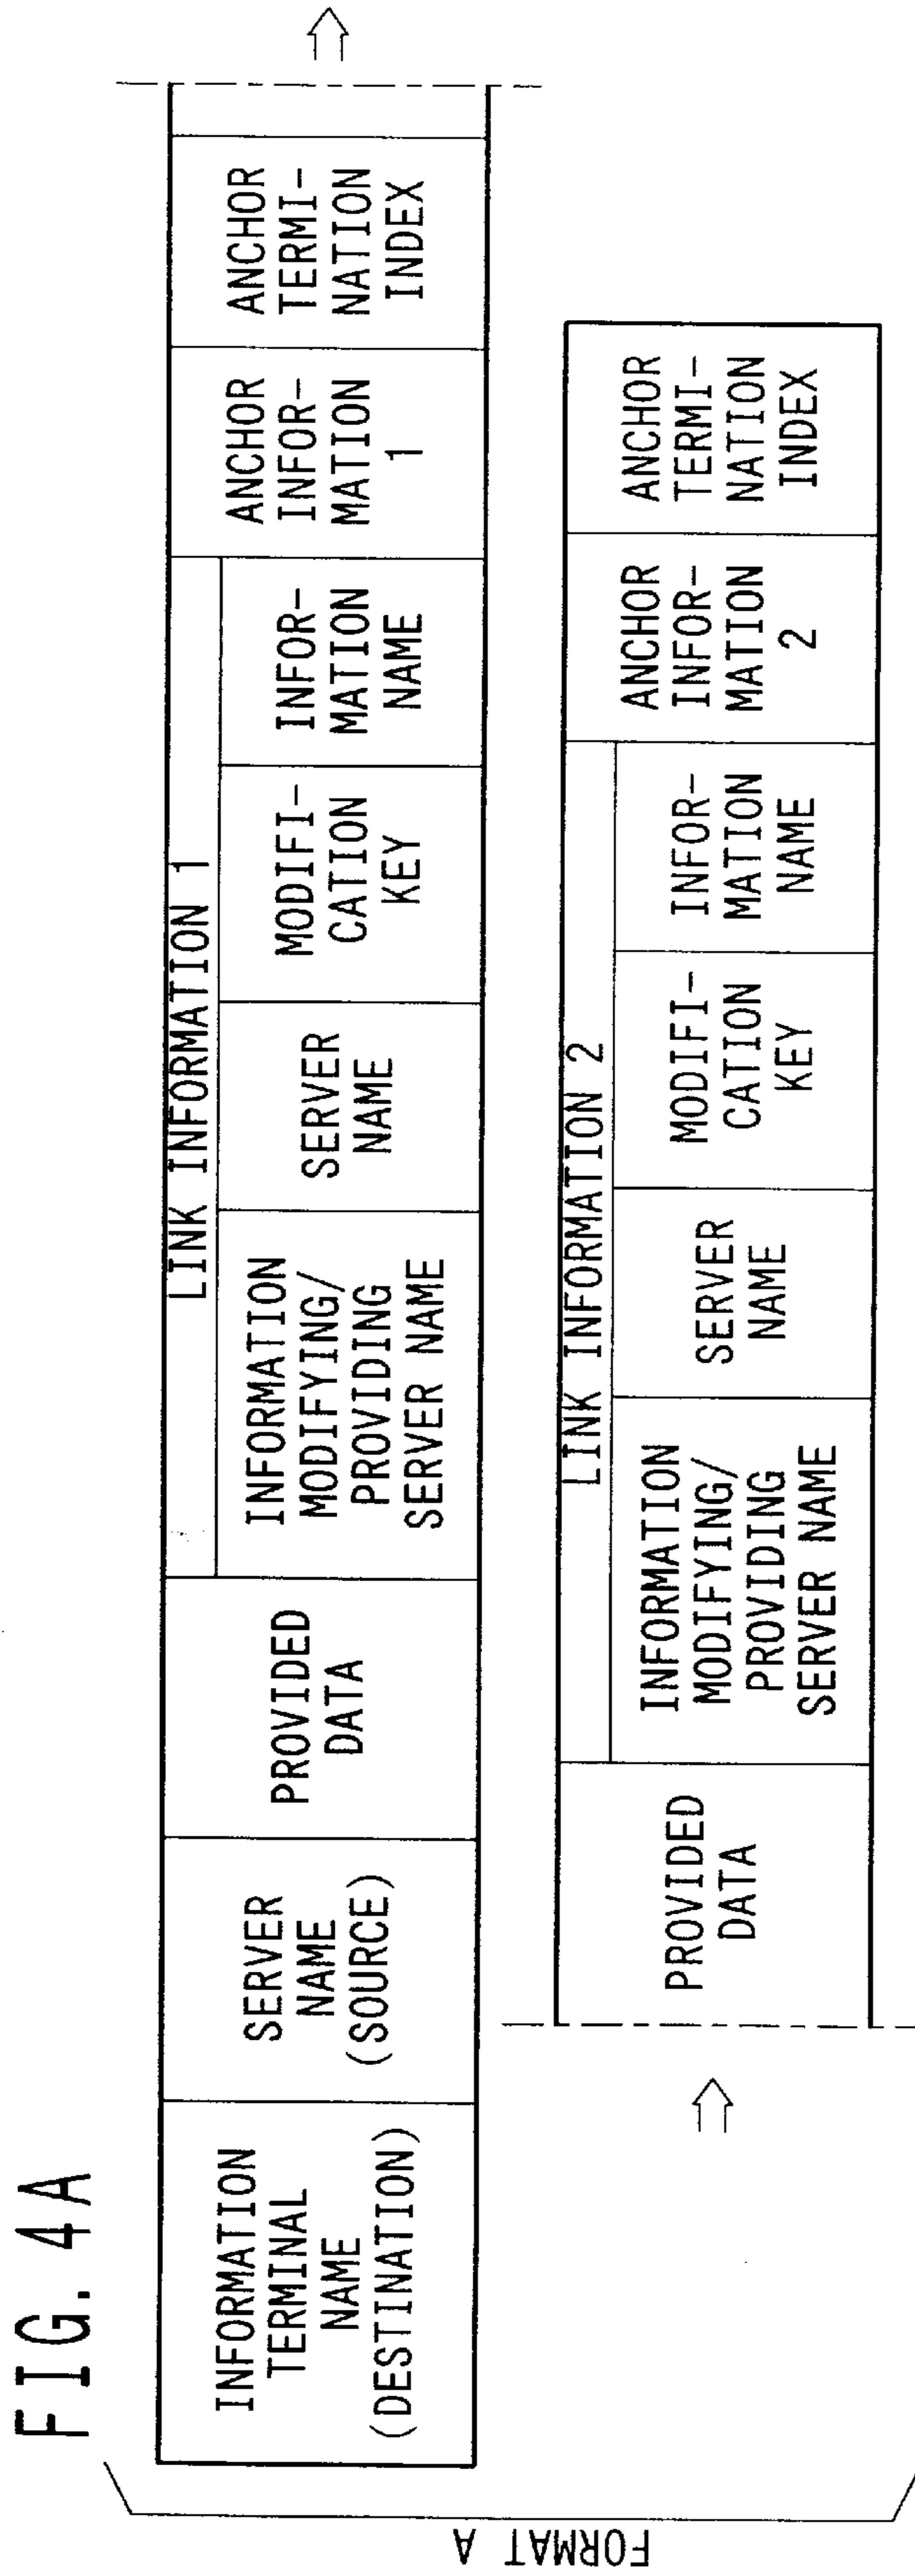 FIG. 4A
FORMAT A
INFORMATION
TERMINAL
NAME
(DESTINATION)
SERVER
NAME
(SOURCE)
PROVIDED
DATA
LINK INFORMATION 1
INFORMATION
MODIFYING/
PROVIDING
SERVER NAME
SERVER
NAME
MODIFI-
CATION
KEY
INFOR-
MATION
NAME
ANCHOR
INFOR-
MATION
1
ANCHOR
TERMI-
NATION
INDEX
PROVIDED
DATA
LINK INFORMATION 2
INFORMATION
MODIFYING/
PROVIDING
SERVER NAME
SERVER
NAME
MODIFI-
CATION
KEY
INFOR-
MATION
NAME
ANCHOR
INFOR-
MATION
2
ANCHOR
TERMI-
NATION
INDEX